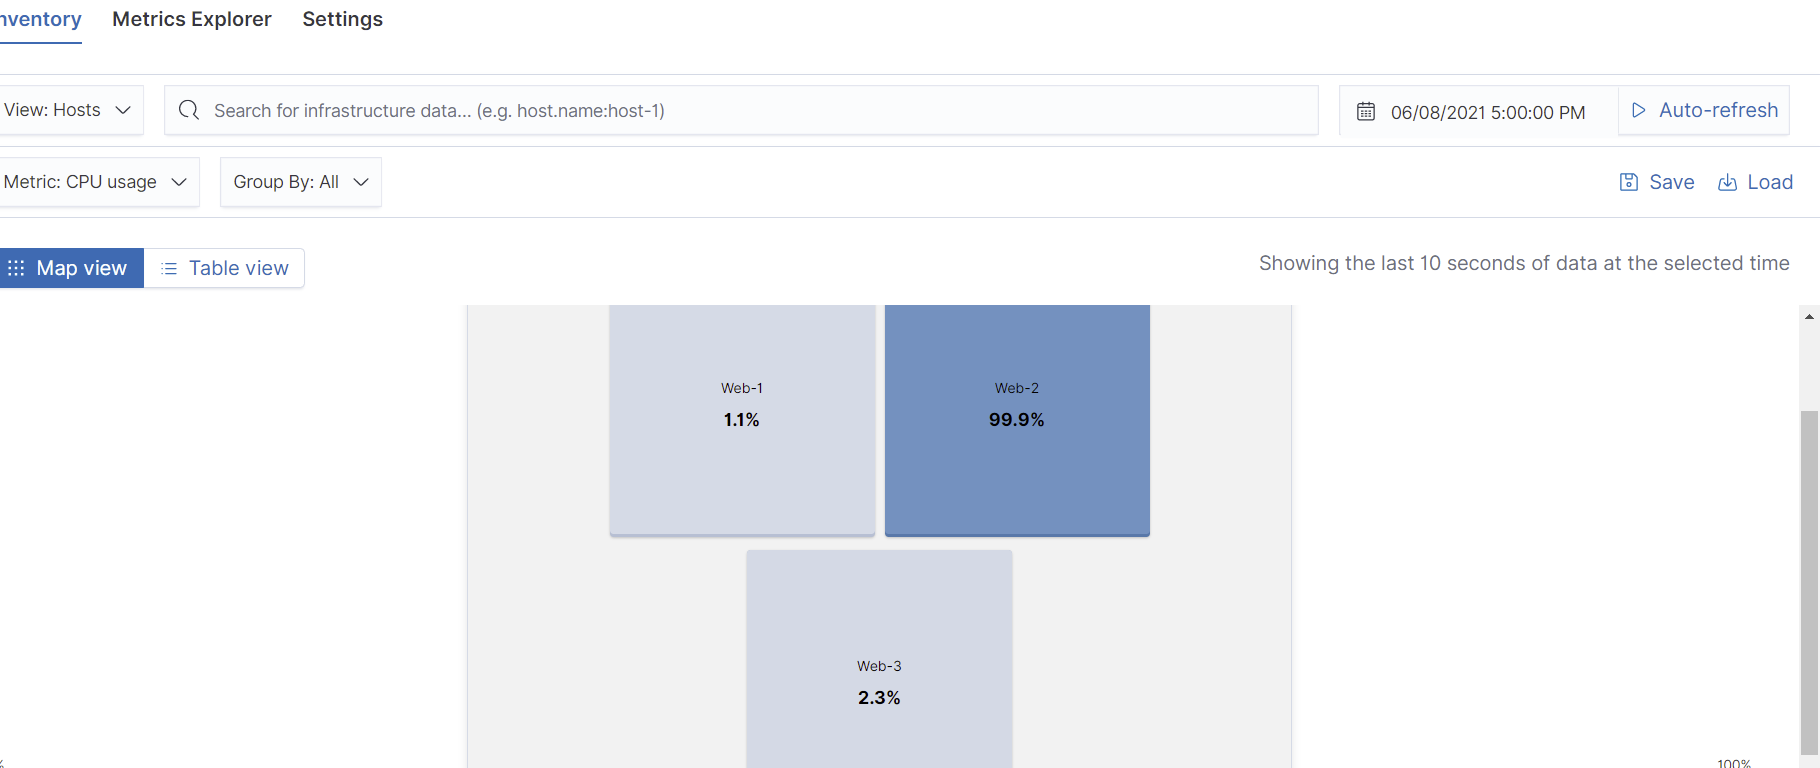 nventory Metrics Explorer Settings
View: Hosts Search for infrastructure data... (e.g. host.name:host-1) 06/08/2021 5:00:00 PM Auto-refresh
Metric: CPU usage Group By: All Save Load
Map view Table view Showing the last 10 seconds of data at the selected time
Web-1 Web-2
1.1% 99.9%
Web-3
2.3%
100%